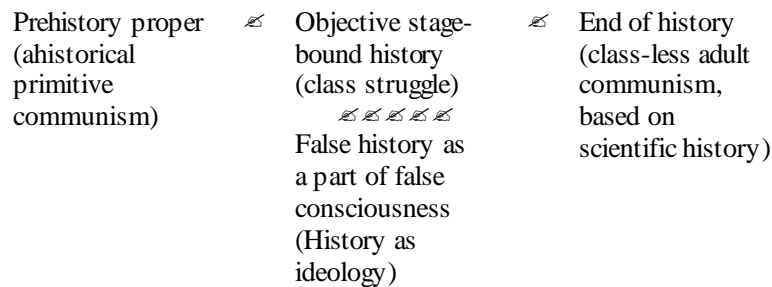 Prehistory proper
(ahistorical
primitive
communism)
✍
Objective stage-
bound history
(class struggle)
✍✍✍✍✍
False history as
a part of false
consciousness
(History as
ideology)
✍
End of history
(class-less adult
communism,
based on
scientific history)